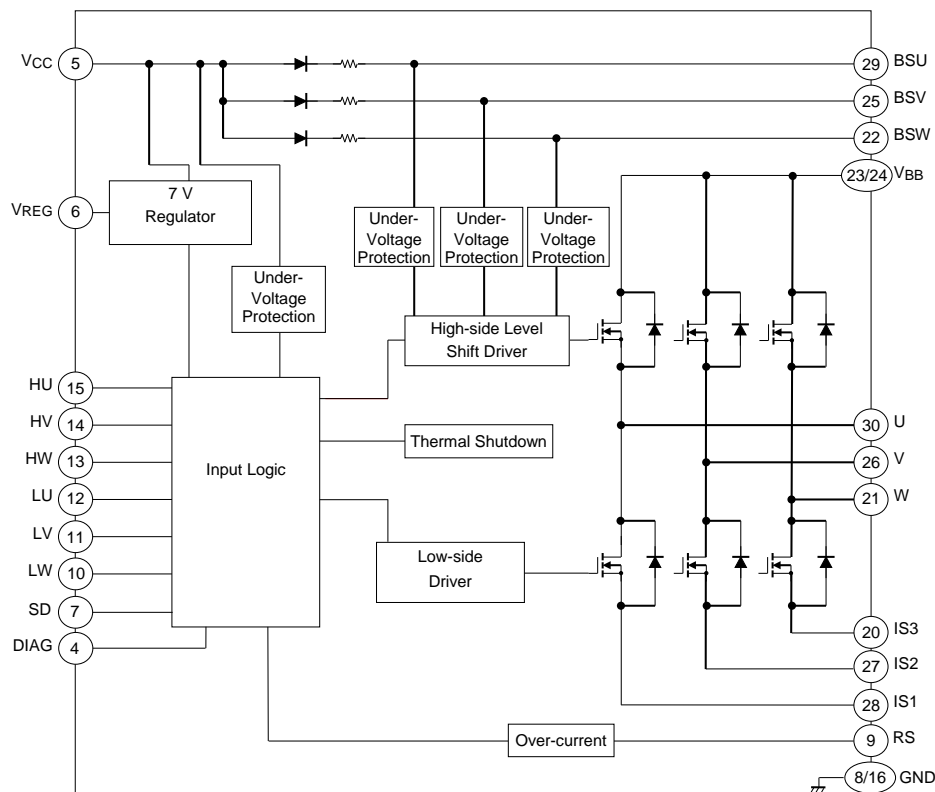 VCC 5
29 BSU
25 BSV
22 BSW
23/24 VBB
7 V
Regulator
VREG 6
Under-
Voltage
Protection
Under-
Voltage
Protection
Under-
Voltage
Protection
Under-
Voltage
Protection
High-side Level
Shift Driver
HU 15
HV 14
HW 13
LU 12
LV 11
LW 10
SD 7
DIAG 4
Input Logic
Thermal Shutdown
Low-side
Driver
30 U
26 V
21 W
20 IS3
27 IS2
28 IS1
Over-current
9 RS
8/16 GND